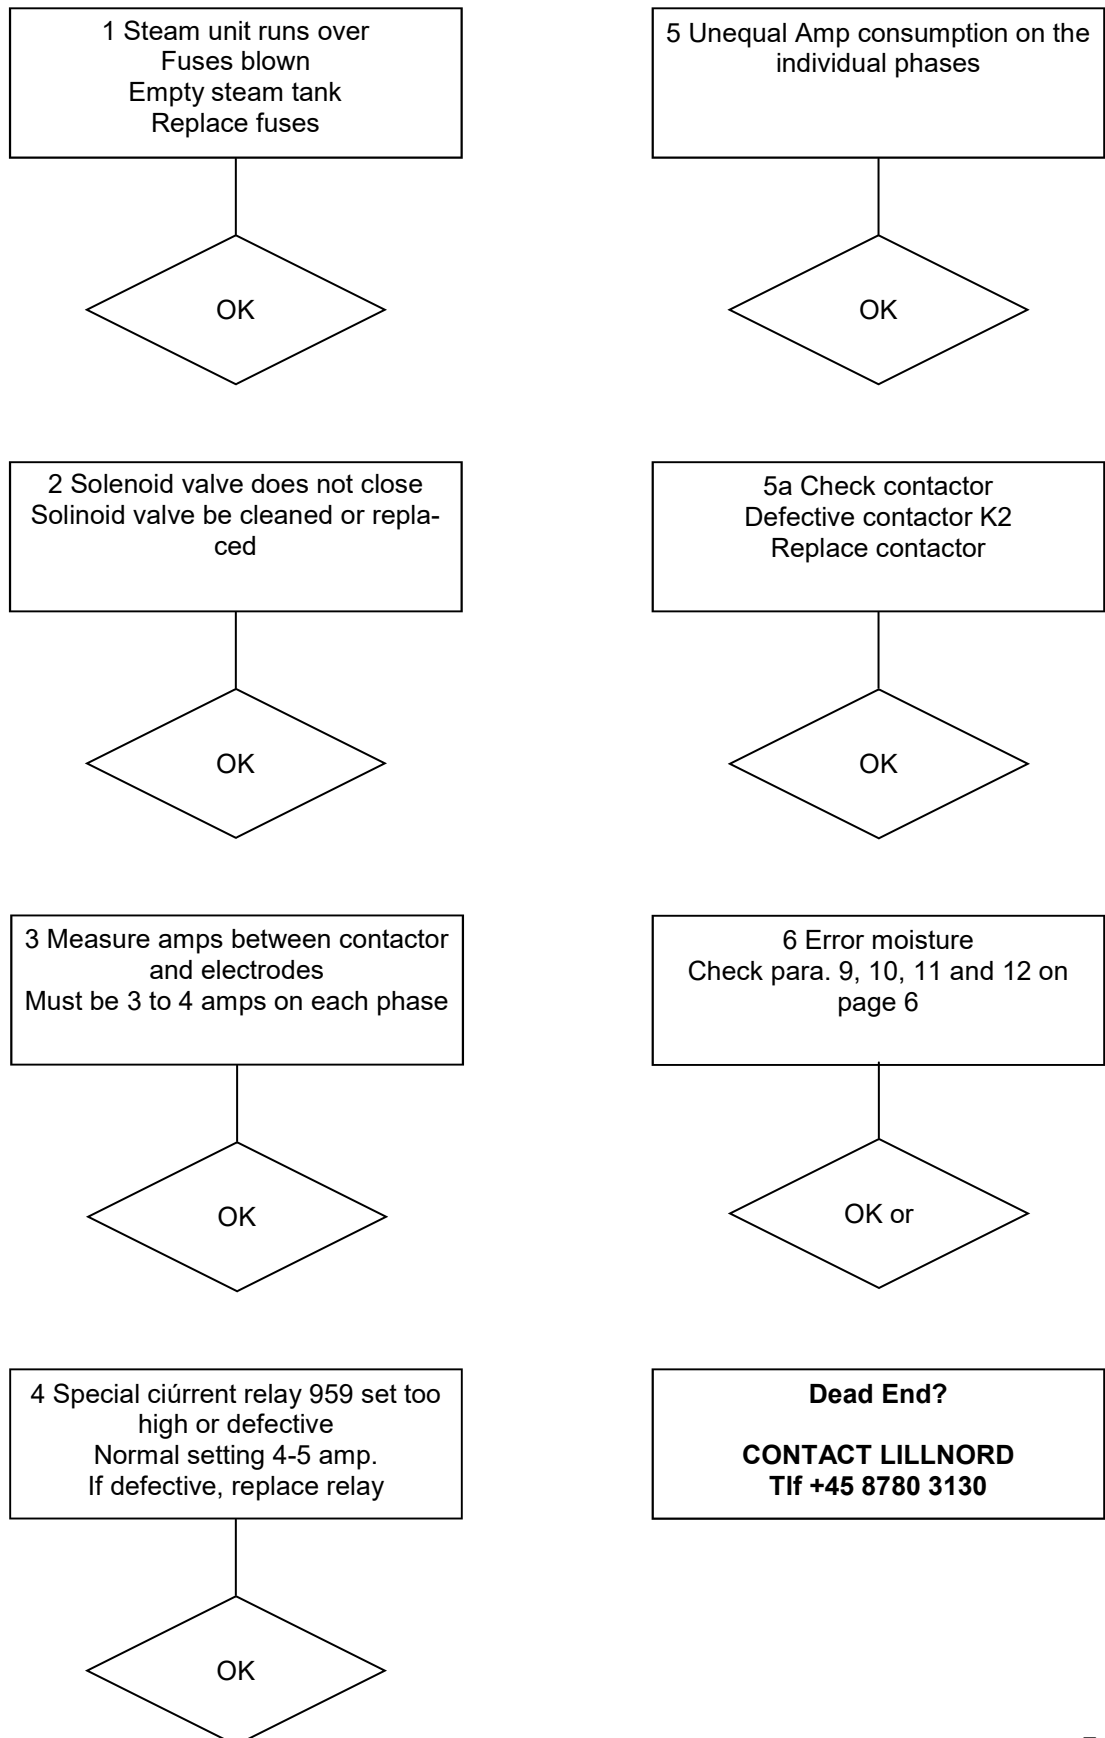 1 Steam unit runs over
Fuses blown
Empty steam tank
Replace fuses
OK
2 Solenoid valve does not close
Solinoid valve be cleaned or repla-
ced
OK
3 Measure amps between contactor
and electrodes
Must be 3 to 4 amps on each phase
OK
4 Special ciúrrent relay 959 set too
high or defective
Normal setting 4-5 amp.
If defective, replace relay
OK
5 Unequal Amp consumption on the
individual phases
OK
5a Check contactor
Defective contactor K2
Replace contactor
OK
6 Error moisture
Check para. 9, 10, 11 and 12 on
page 6
OK or
Dead End?
CONTACT LILLNORD
Tlf +45 8780 3130